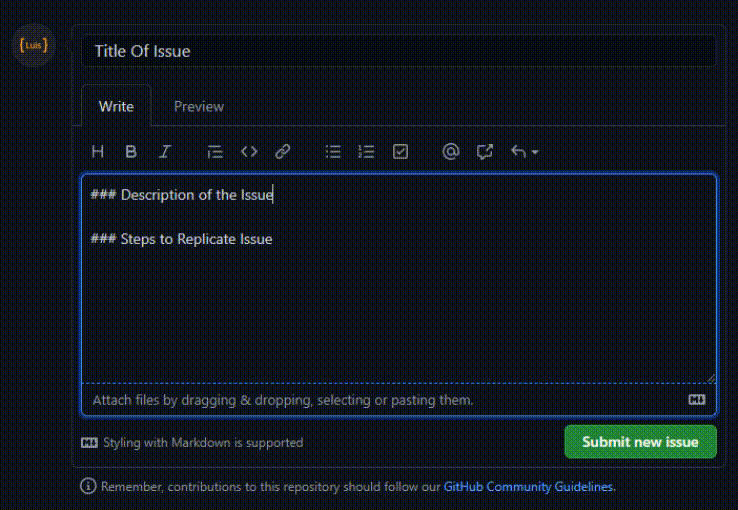 {Luis}
Title Of Issue
Write Preview
H B I @
### Description of the Issue
### Steps to Replicate Issue
Attach files by dragging & dropping, selecting or pasting them.
Styling with Markdown is supported
Submit new issue
Remember, contributions to this repository should follow our GitHub Community Guidelines.